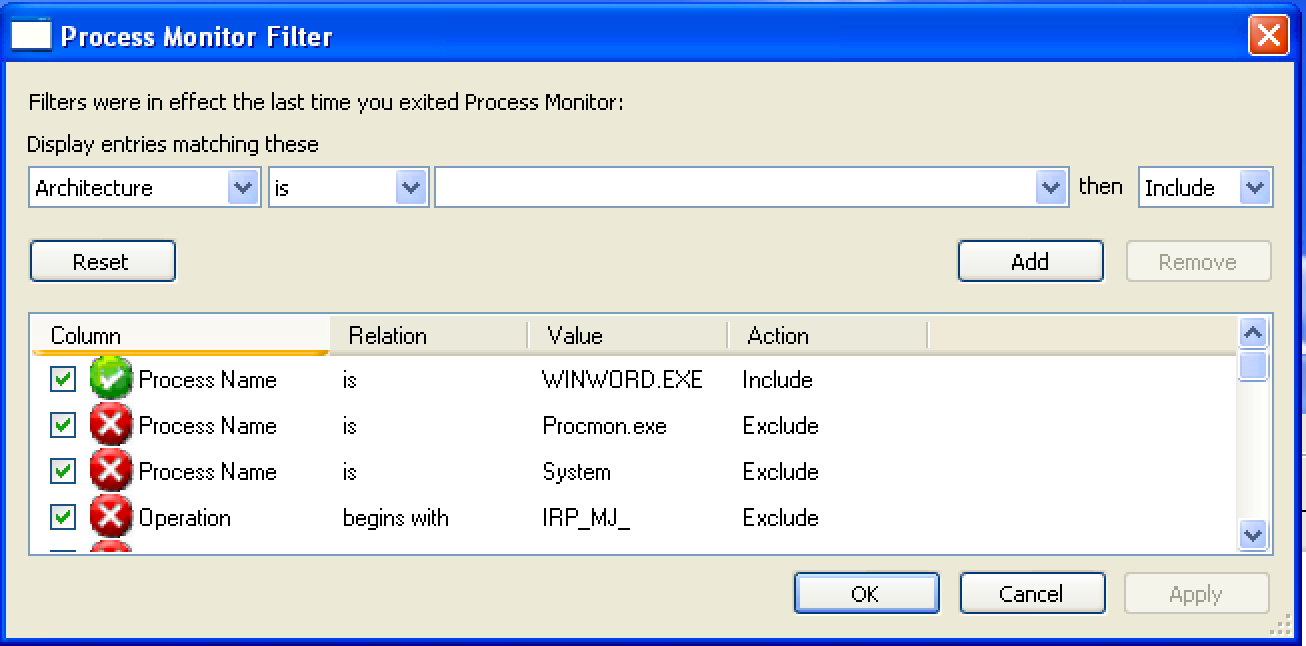 Process Monitor Filter
Filters were in effect the last time you exited Process Monitor:
Display entries matching these
Architecture is then Include
Reset Add Remove
Column Relation Value Action
Process Name is WINWORD.EXE Include
Process Name is Procmon.exe Exclude
Process Name is System Exclude
Operation begins with IRP_MJ_ Exclude
OK Cancel Apply